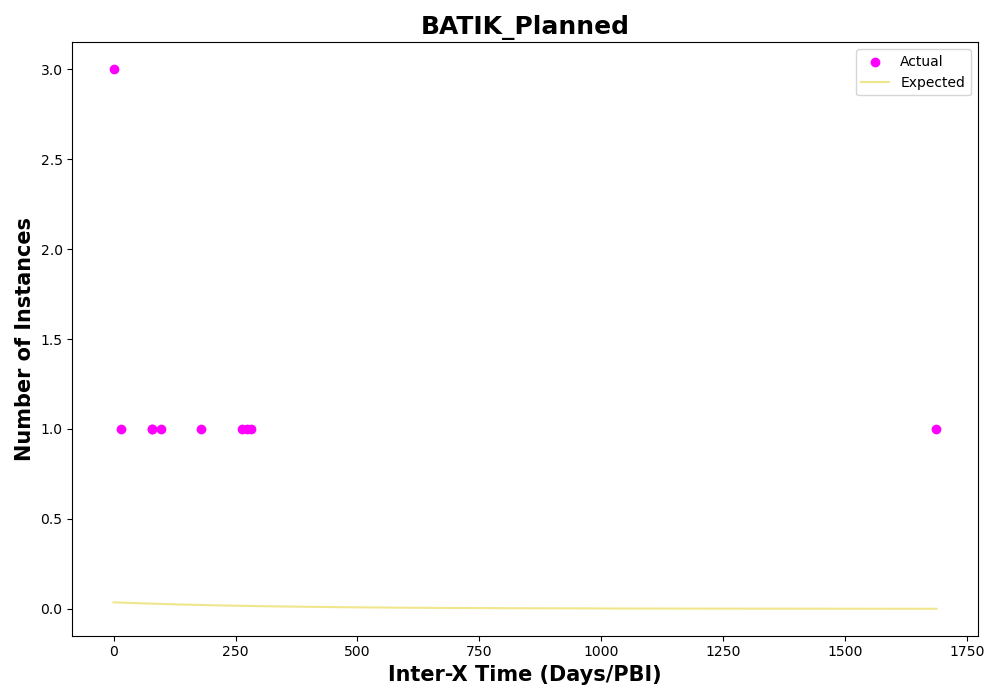 BATIK_Planned
Actual
Expected
Number of Instances
3.0
2.5
2.0
1.5
1.0
0.5
0.0
0 250 500 750 1000 1250 1500 1750
Inter-X Time (Days/PBI)